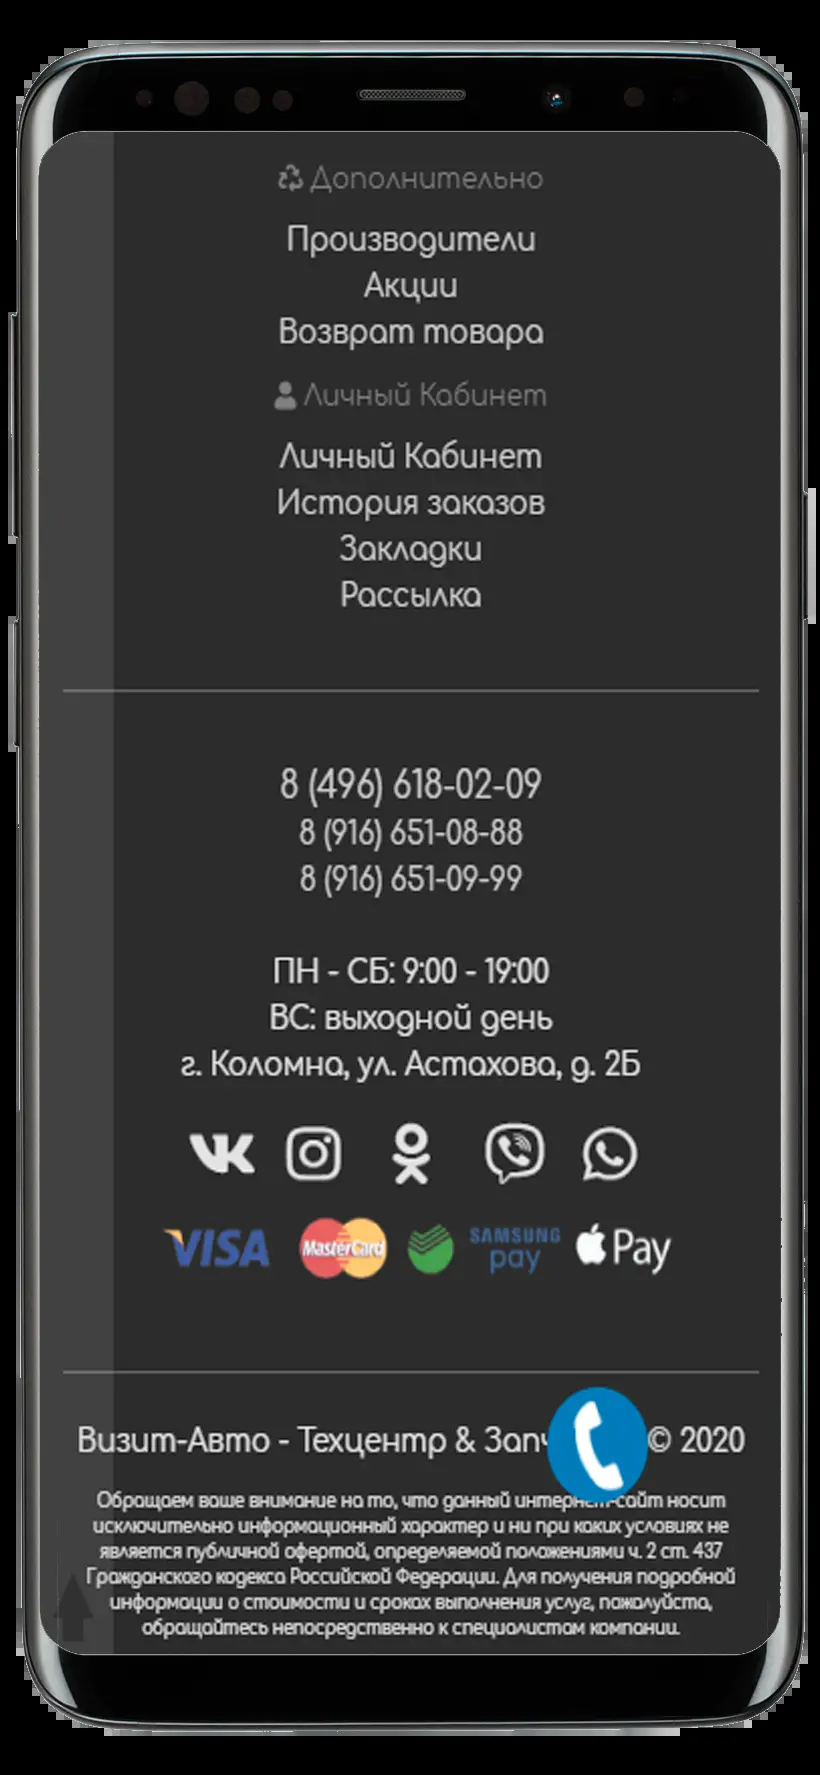 Дополнительно
Производители
Акции
Возврат товара
Личный Кабинет
Личный Кабинет
История заказов
Закладки
Рассылка
8 (496) 618-02-09
8 (916) 651-08-88
8 (916) 651-09-99
ПН - СБ: 9:00 - 19:00
ВС: выходной день
г. Коломна, ул. Астахова, д. 2Б
VISA MasterCard SAMSUNG pay Pay
Визит-Авто - Техцентр & © 2020
Обращаем ваше внимание на то, что данный интернет-сайт носит
исключительно информационный характер и ни при каких условиях не
является публичной офертой, определяемой положениями ч. 2 ст. 437
Гражданского кодекса Российской Федерации. Для получения подробной
информации о стоимости и сроках выполнения услуг, пожалуйста,
обращайтесь непосредственно к специалистам компании.